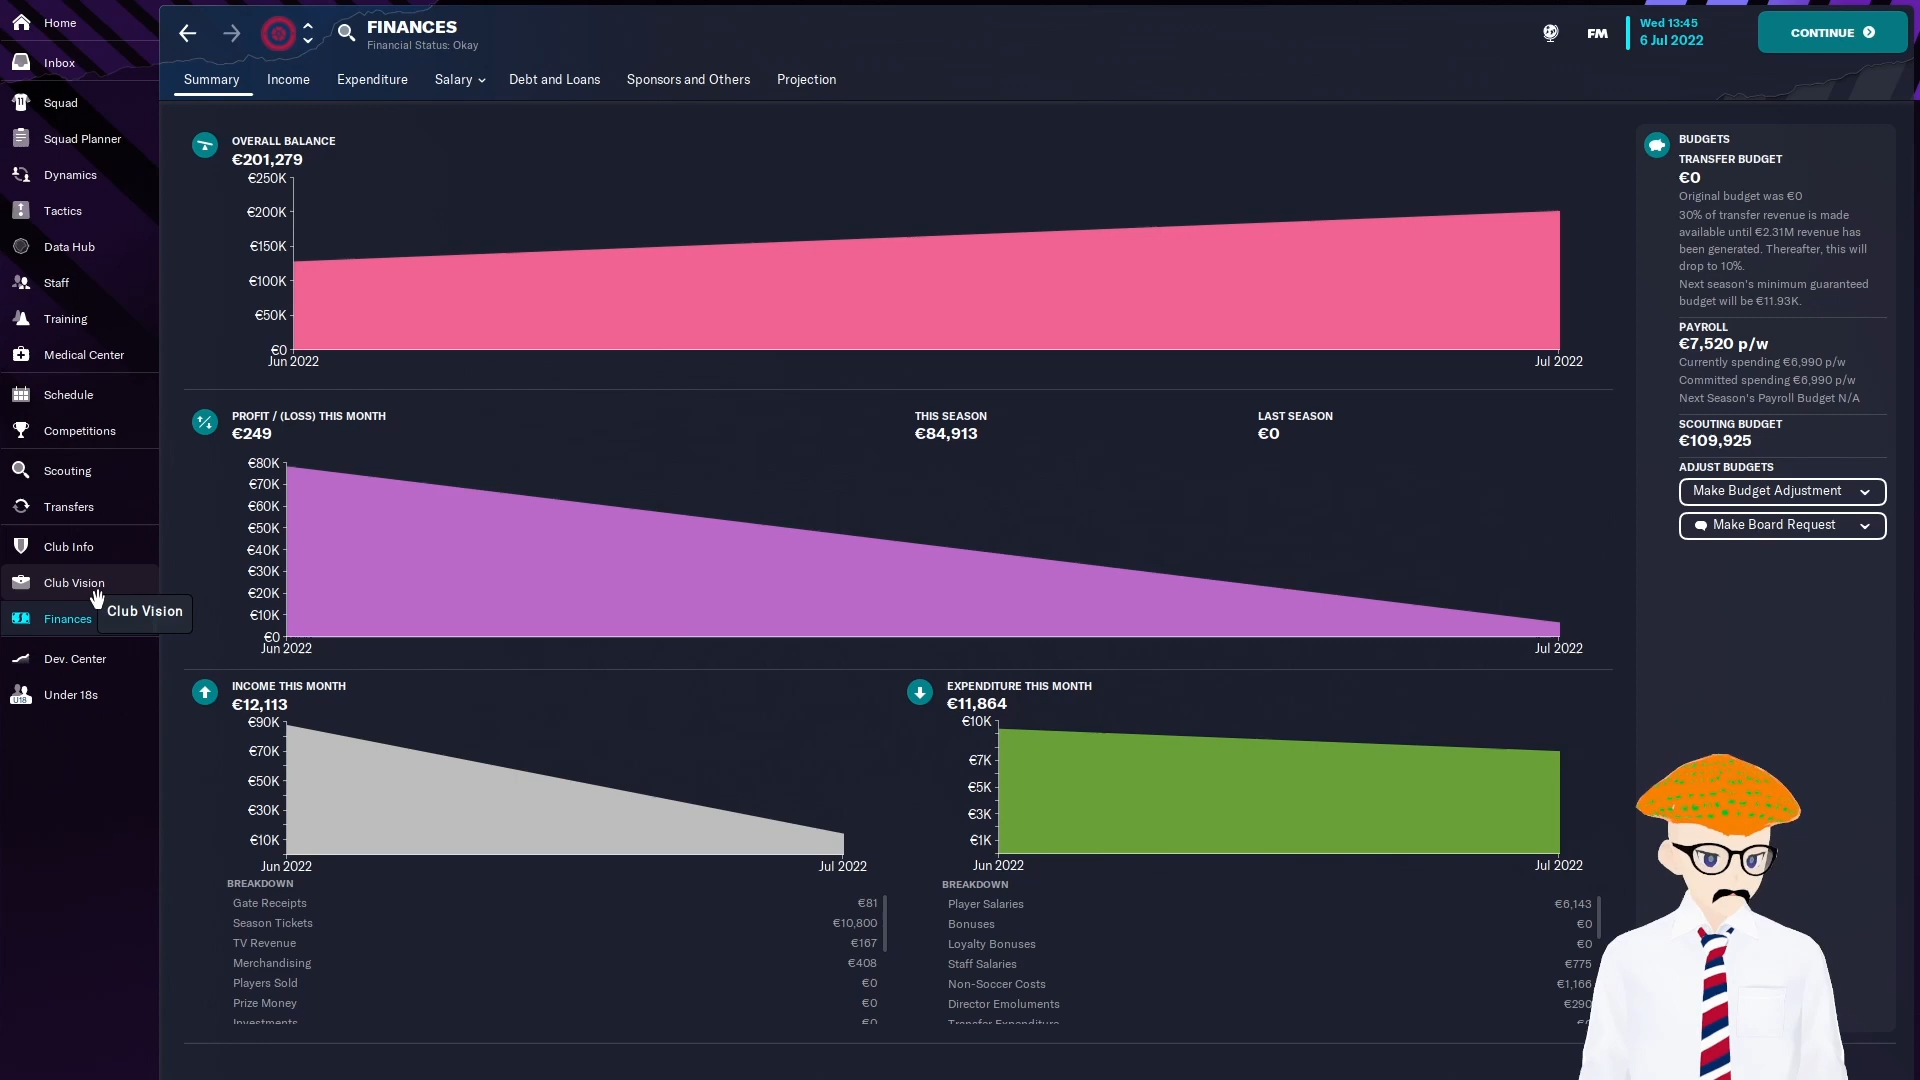 Home
Inbox
Squad
Squad Planner
Dynamics
Tactics
Data Hub
Staff
Training
Medical Center
Schedule
Competitions
Scouting
Transfers
Club Info
Club Vision
Finances
Club Vision
Dev. Center
U18
Under 18s
FINANCES
Financial Status: Okay
FM
Wed 13:45
6 Jul 2022
CONTINUE
Summary
Income
Expenditure
Salary
Debt and Loans
Sponsors and Others
Projection
OVERALL BALANCE
€201,279
€250K
€200K
€150K
€100K
€50K
€0
Jun 2022
Jul 2022
PROFIT / (LOSS) THIS MONTH
€249
THIS SEASON
€84,913
LAST SEASON
€0
€80K
€70K
€60K
€50K
€40K
€30K
€20K
€10K
€0
Jun 2022
Jul 2022
INCOME THIS MONTH
€12,113
€90K
€70K
€50K
€30K
€10K
Jun 2022
Jul 2022
BREAKDOWN
Gate Receipts €81
Season Tickets €10,800
TV Revenue €167
Merchandising €408
Players Sold €0
Prize Money €0
Investments €0
EXPENDITURE THIS MONTH
€11,864
€10K
€7K
€5K
€3K
€1K
Jun 2022
Jul 2022
BREAKDOWN
Player Salaries €6,143
Bonuses €0
Loyalty Bonuses €0
Staff Salaries €775
Non-Soccer Costs €1,166
Director Emoluments €290
Transfer Expenditure
BUDGETS
TRANSFER BUDGET
€0
Original budget was €0
30% of transfer revenue is made
available until €2.31M revenue has
been generated. Thereafter, this will
drop to 10%.
Next season's minimum guaranteed
budget will be €11.93K.
PAYROLL
€7,520 p/w
Currently spending €6,990 p/w
Committed spending €6,990 p/w
Next Season's Payroll Budget N/A
SCOUTING BUDGET
€109,925
ADJUST BUDGETS
Make Budget Adjustment
Make Board Request